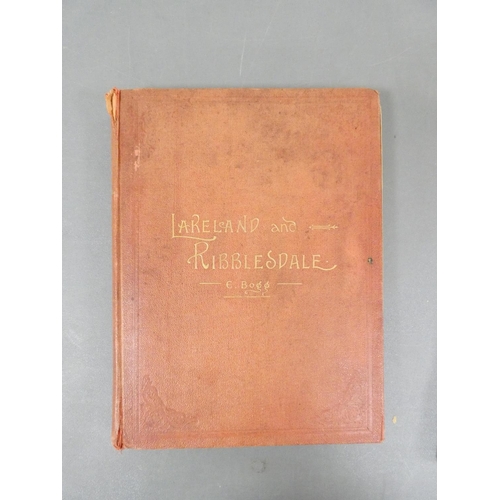 LAKELAND and
RIBBLESDALE.
E. Bogg